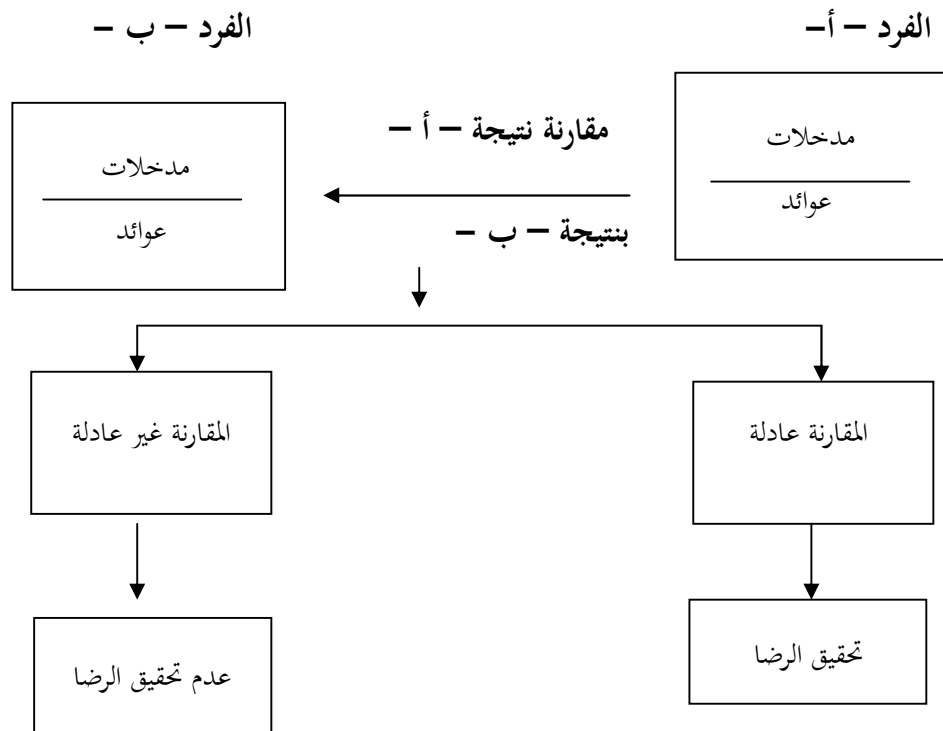 الفرد – أ–
الفرد – ب –
مدخلات
عوائد
مقارنة نتيجة – أ –
بنتيجة – ب –
مدخلات
عوائد
المقارنة عادلة
المقارنة غير عادلة
تحقيق الرضا
عدم تحقيق الرضا